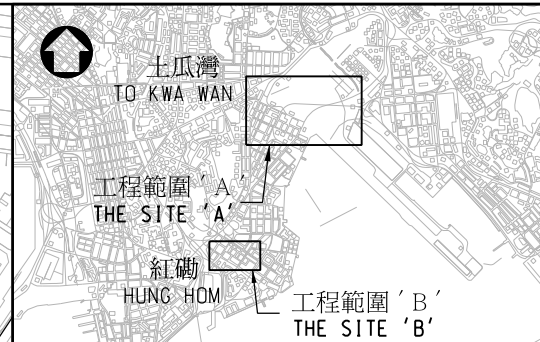 土瓜灣
TO KWA WAN
工程範圍 'A'
THE SITE 'A'
紅磡
HUNG HOM
工程範圍 'B'
THE SITE 'B'